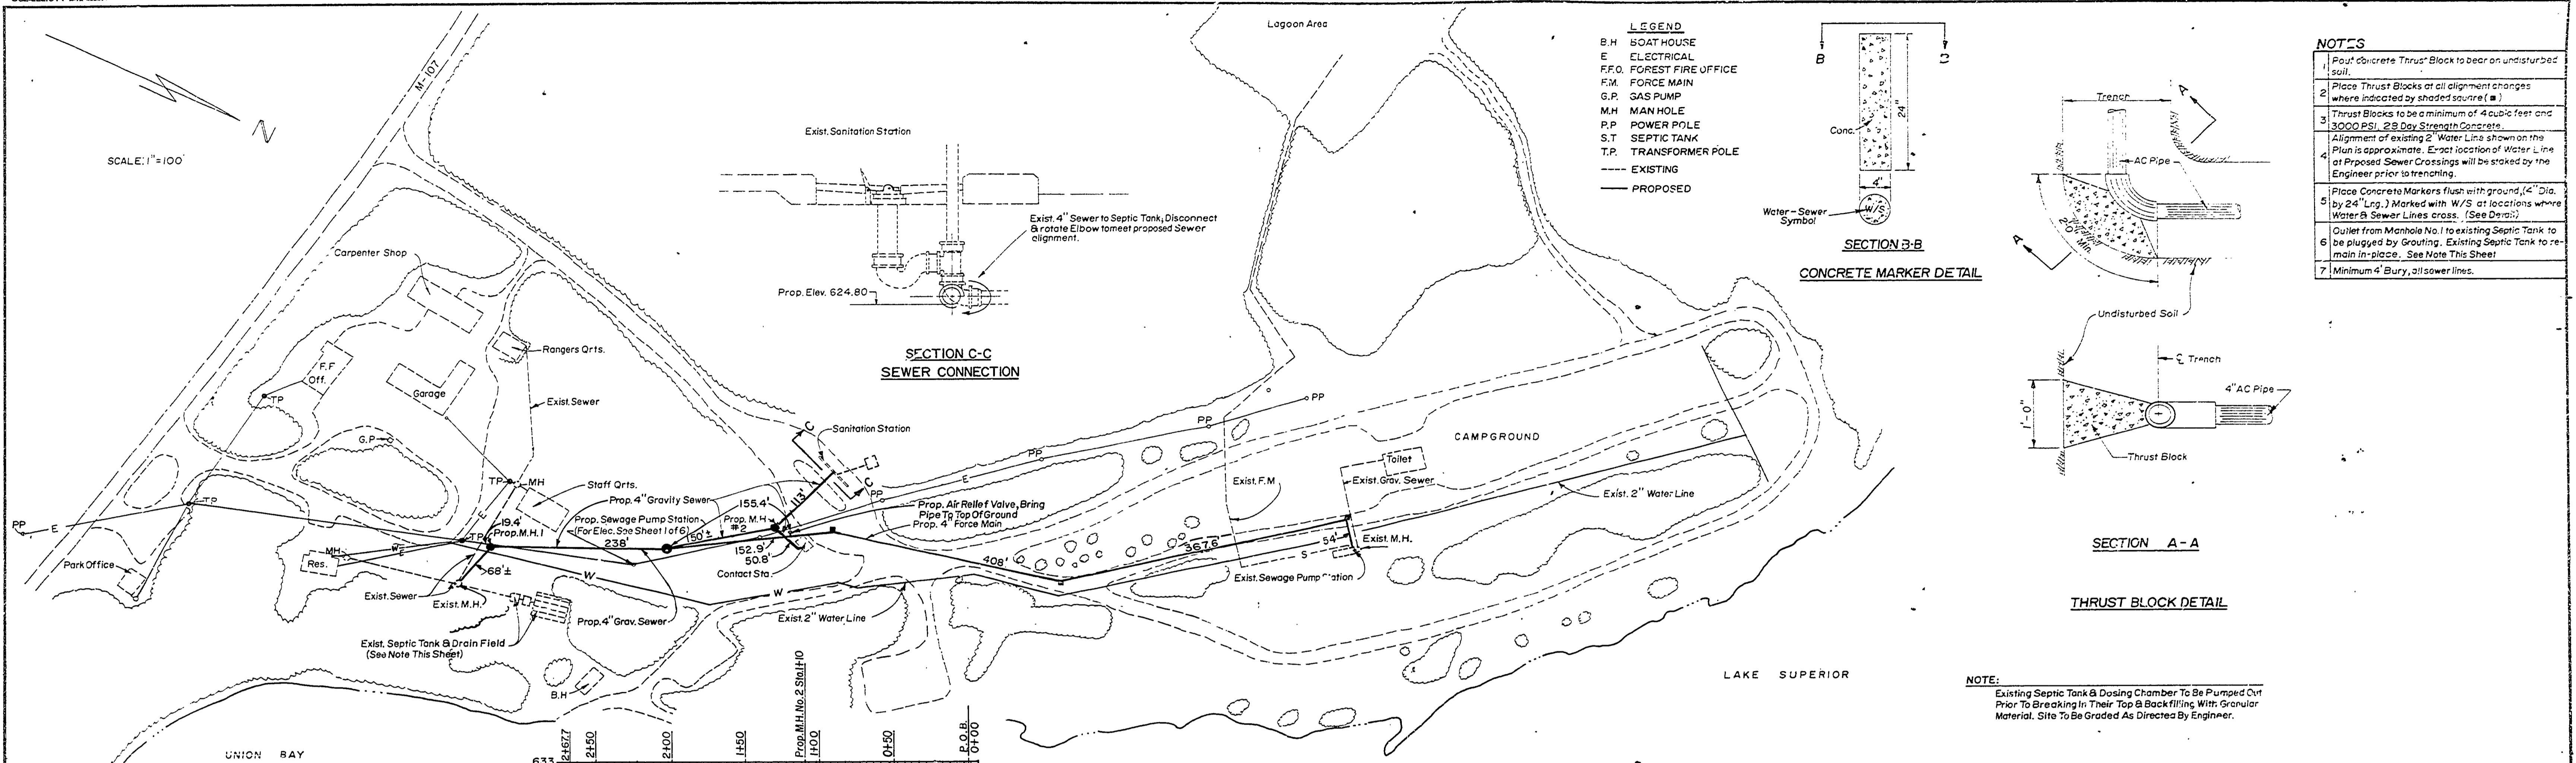 SCALE: 1"=100'
N
M-107
Lagoon Area
Exist. Sanitation Station
Exist. 4" Sewer to Septic Tank; Disconnect
& rotate Elbow to meet proposed Sewer
alignment.
Prop. Elev. 624.80
SECTION C-C
SEWER CONNECTION
LEGEND
B.H BOAT HOUSE
E ELECTRICAL
F.F.O. FOREST FIRE OFFICE
F.M. FORCE MAIN
G.P. GAS PUMP
M.H MAN HOLE
P.P POWER POLE
S.T SEPTIC TANK
T.P. TRANSFORMER POLE
---- EXISTING
—— PROPOSED
B
Conc.
24"
4"
W/S
Water-Sewer
Symbol
SECTION B-B
CONCRETE MARKER DETAIL
Trench
A
AC Pipe
20" Min.
A
Undisturbed Soil
℄ Trench
4" AC Pipe
1'-0"
Thrust Block
SECTION A-A
THRUST BLOCK DETAIL
NOTES
1 Pour concrete Thrust Block to bear on undisturbed
soil.
2 Place Thrust Blocks at all alignment changes
where indicated by shaded square (■)
3 Thrust Blocks to be a minimum of 4 cubic feet and
3000 PSI, 28 Day Strength Concrete.
4 Alignment of existing 2" Water Line shown on the
Plan is approximate. Exact location of Water Line
at Prposed Sewer Crossings will be staked by the
Engineer prior to trenching.
5 Place Concrete Markers flush with ground, (4" Dia.
by 24" Lng.) Marked with W/S at locations where
Water & Sewer Lines cross. (See Detail)
6 Outlet from Manhole No. 1 to existing Septic Tank to
be plugged by Grouting. Existing Septic Tank to re-
main in-place. See Note This Sheet
7 Minimum 4' Bury, all sewer lines.
NOTE:
Existing Septic Tank & Dosing Chamber To Be Pumped Out
Prior To Breaking In Their Top & Backfilling With Granular
Material. Site To Be Graded As Directed By Engineer.
Carpenter Shop
Rangers Qrts.
F.F
Off.
TP
Garage
Exist. Sewer
G.P
TP
PP
E
TP
MH
Staff Qrts.
E
19.4'
Prop. M.H. 1
TP
MH
W
E
Res.
Park Office
68'±
Exist. Sewer
Exist. M.H.
Exist. Septic Tank & Drain Field
(See Note This Sheet)
B.H
Prop. 4" Gravity Sewer
Prop. Sewage Pump Station
(For Elec. See Sheet 1 of 6)
238'
155.4'
150'±
Prop. M.H
#2
152.9'
50.8'
Contact Sta.
C
113'
C
Sanitation Station
PP
E
PP
PP
PP
Prop. Air Relief Valve, Bring
Pipe To Top Of Ground
Prop. 4" Force Main
W
W
Prop. 4" Grav. Sewer
Exist. 2" Water Line
408'
367.6
54'
Exist. F.M
Exist. Grav. Sewer
Toilet
CAMPGROUND
Exist. 2" Water Line
Exist. M.H.
S
Exist. Sewage Pump Station
LAKE SUPERIOR
UNION BAY
633
2+67.7
2+50
2+00
1+50
Prop. M.H. No. 2 Sta. 1+10
1+00
0+50
P.O.B.
0+00